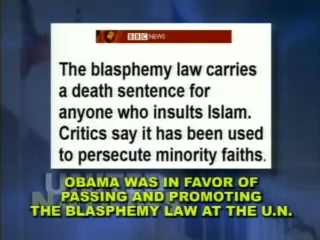 BBC NEWS
The blasphemy law carries
a death sentence for
anyone who insults Islam.
Critics say it has been used
to persecute minority faiths.
OBAMA WAS IN FAVOR OF
PASSING AND PROMOTING
THE BLASPHEMY LAW AT THE U.N.